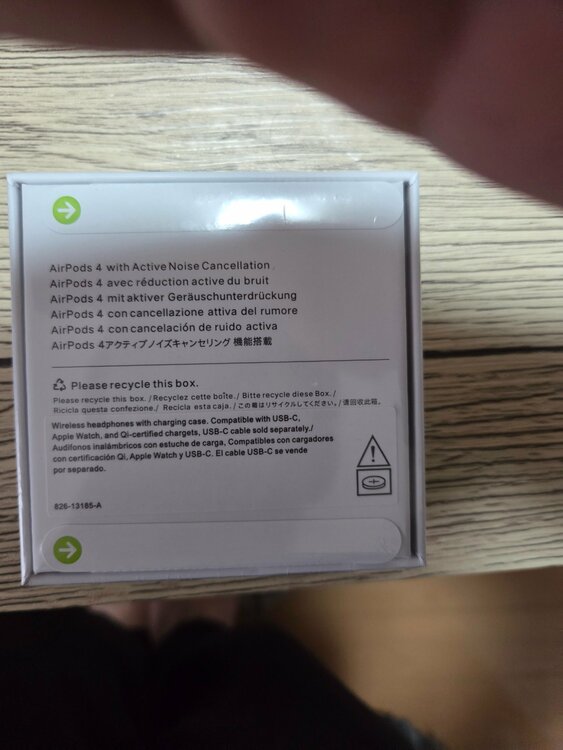 AirPods 4 with Active Noise Cancellation
AirPods 4 avec réduction active du bruit
AirPods 4 mit aktiver Geräuschunterdrückung
AirPods 4 con cancellazione attiva del rumore
AirPods 4 con cancelación de ruido activa
AirPods 4アクティブノイズキャンセリング 機能搭載
Please recycle this box.
Please recycle this box. / Recyclez cette boîte. / Bitte recycle diese Box. /
Ricicla questa confezione. / Recicla esta caja. / この箱はリサイクルしてください。/ 请回收此箱。
Wireless headphones with charging case. Compatible with USB-C,
Apple Watch, and Qi-certified chargets, USB-C cable sold separately./
Audífonos inalámbricos con estuche de carga, Compatibles con cargadores
con certificación Qi, Apple Watch y USB-C. El cable USB-C se vende
por separado.
826-13185-A